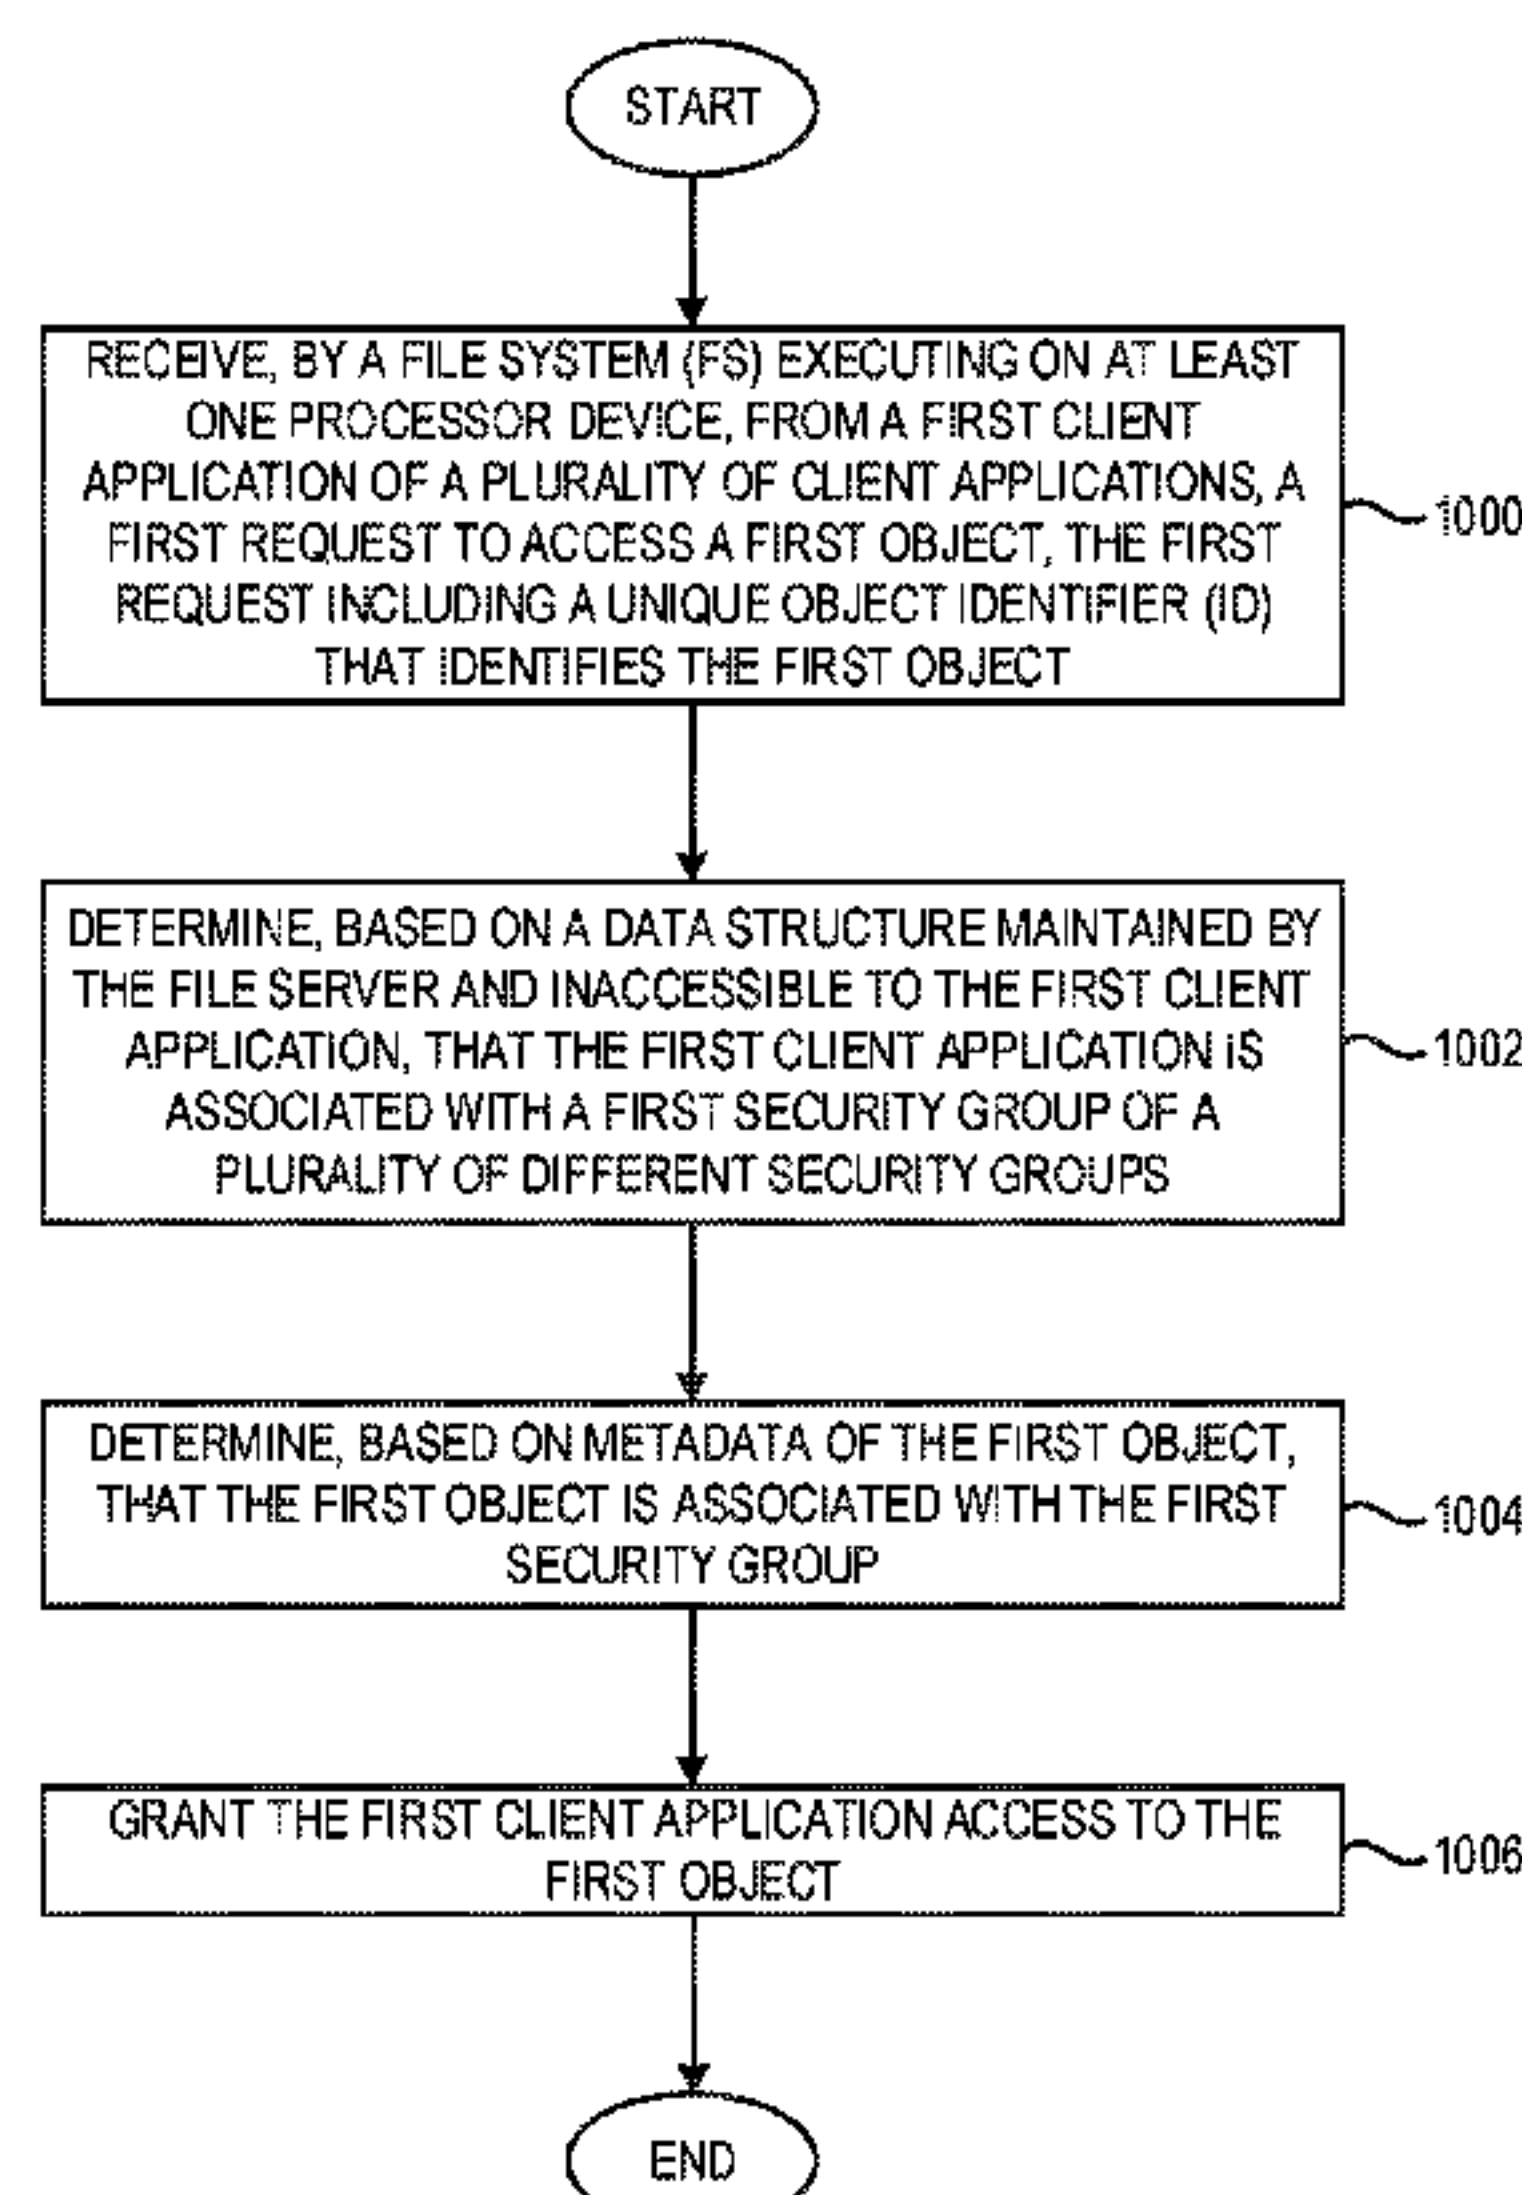 START
RECEIVE, BY A FILE SYSTEM (FS) EXECUTING ON AT LEAST
ONE PROCESSOR DEVICE, FROM A FIRST CLIENT
APPLICATION OF A PLURALITY OF CLIENT APPLICATIONS, A
FIRST REQUEST TO ACCESS A FIRST OBJECT, THE FIRST
REQUEST INCLUDING A UNIQUE OBJECT IDENTIFIER (ID)
THAT IDENTIFIES THE FIRST OBJECT
1000
DETERMINE, BASED ON A DATA STRUCTURE MAINTAINED BY
THE FILE SERVER AND INACCESSIBLE TO THE FIRST CLIENT
APPLICATION, THAT THE FIRST CLIENT APPLICATION IS
ASSOCIATED WITH A FIRST SECURITY GROUP OF A
PLURALITY OF DIFFERENT SECURITY GROUPS
1002
DETERMINE, BASED ON METADATA OF THE FIRST OBJECT,
THAT THE FIRST OBJECT IS ASSOCIATED WITH THE FIRST
SECURITY GROUP
1004
GRANT THE FIRST CLIENT APPLICATION ACCESS TO THE
FIRST OBJECT
1006
END